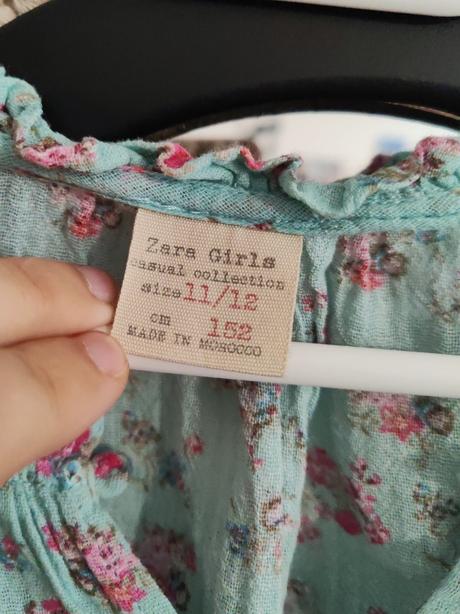 Zara Girls
casual collection
size 11/12
cm 152
MADE IN MOROCCO